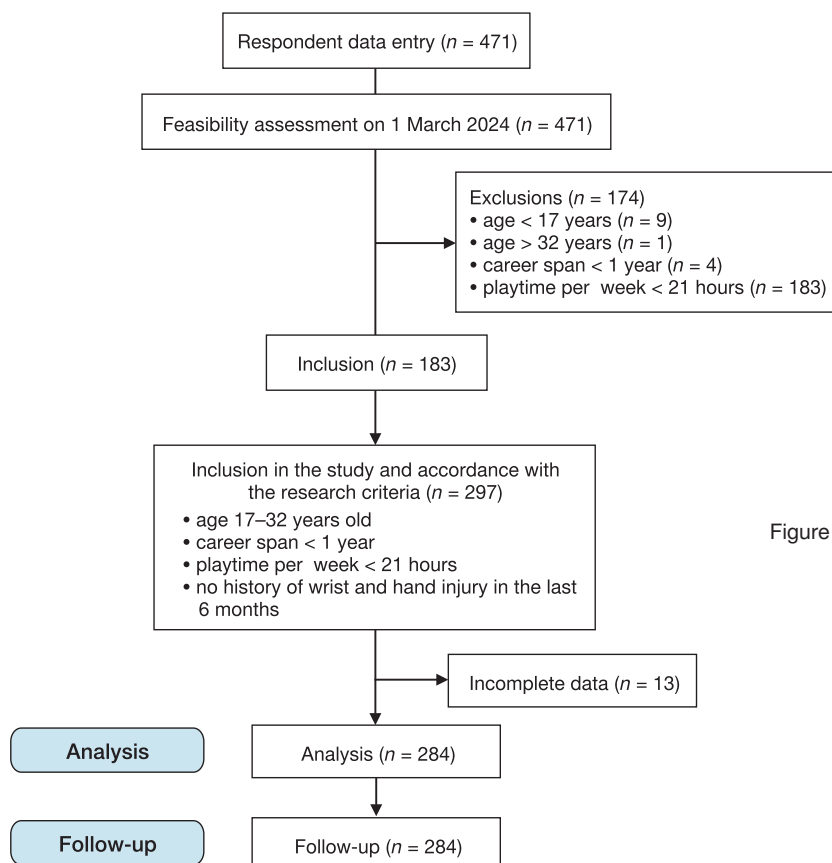 Respondent data entry (n = 471)
Feasibility assessment on 1 March 2024 (n = 471)
Exclusions (n = 174)
• age < 17 years (n = 9)
• age > 32 years (n = 1)
• career span < 1 year (n = 4)
• playtime per week < 21 hours (n = 183)
Inclusion (n = 183)
Inclusion in the study and accordance with
the research criteria (n = 297)
• age 17–32 years old
• career span < 1 year
• playtime per week < 21 hours
• no history of wrist and hand injury in the last
6 months
Figure
Incomplete data (n = 13)
Analysis
Analysis (n = 284)
Follow-up
Follow-up (n = 284)